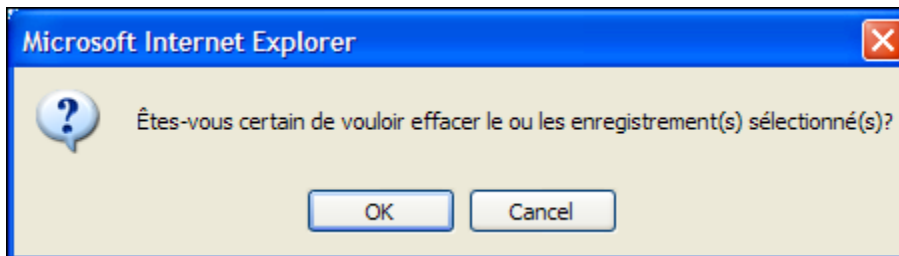 Microsoft Internet Explorer
Êtes-vous certain de vouloir effacer le ou les enregistrement(s) sélectionné(s)?
OK
Cancel